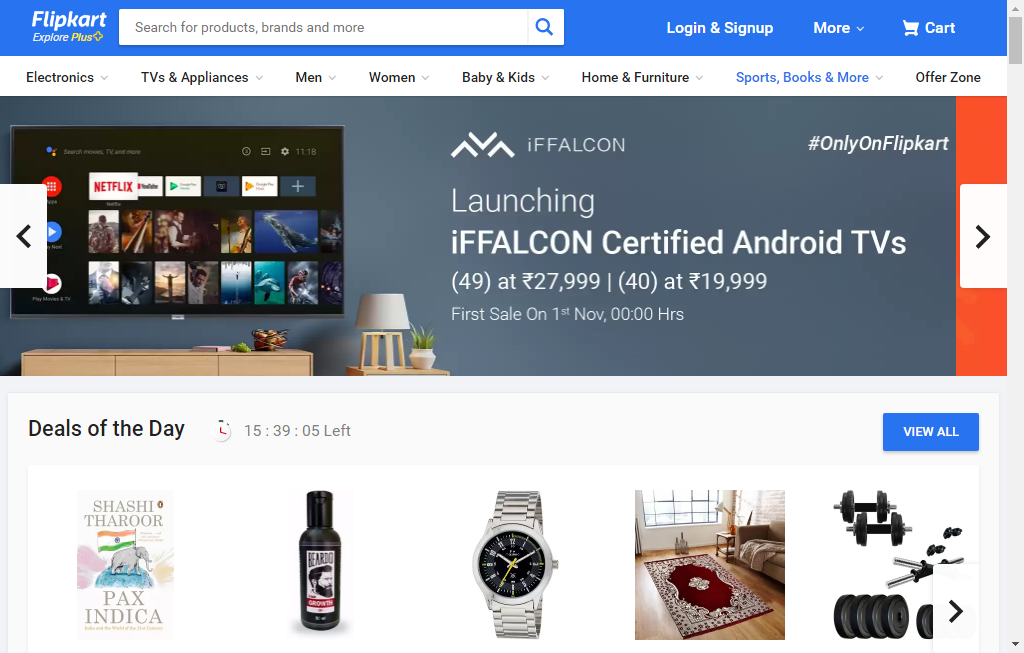 Flipkart
Explore Plus
Search for products, brands and more
Login & Signup
More
Cart
Electronics
TVs & Appliances
Men
Women
Baby & Kids
Home & Furniture
Sports, Books & More
Offer Zone
Search movies, TV, and more
11:18
Apps
NETFLIX
YouTube
Netflix
Play Movies & TV
iFFALCON
#OnlyOnFlipkart
Launching
iFFALCON Certified Android TVs
(49) at ₹27,999 | (40) at ₹19,999
First Sale On 1st Nov, 00:00 Hrs
Deals of the Day
15 : 39 : 05 Left
VIEW ALL
SHASHI
THAROOR
PAX
INDICA
India and the World of the 21st Century
BEARDO
GROWTH